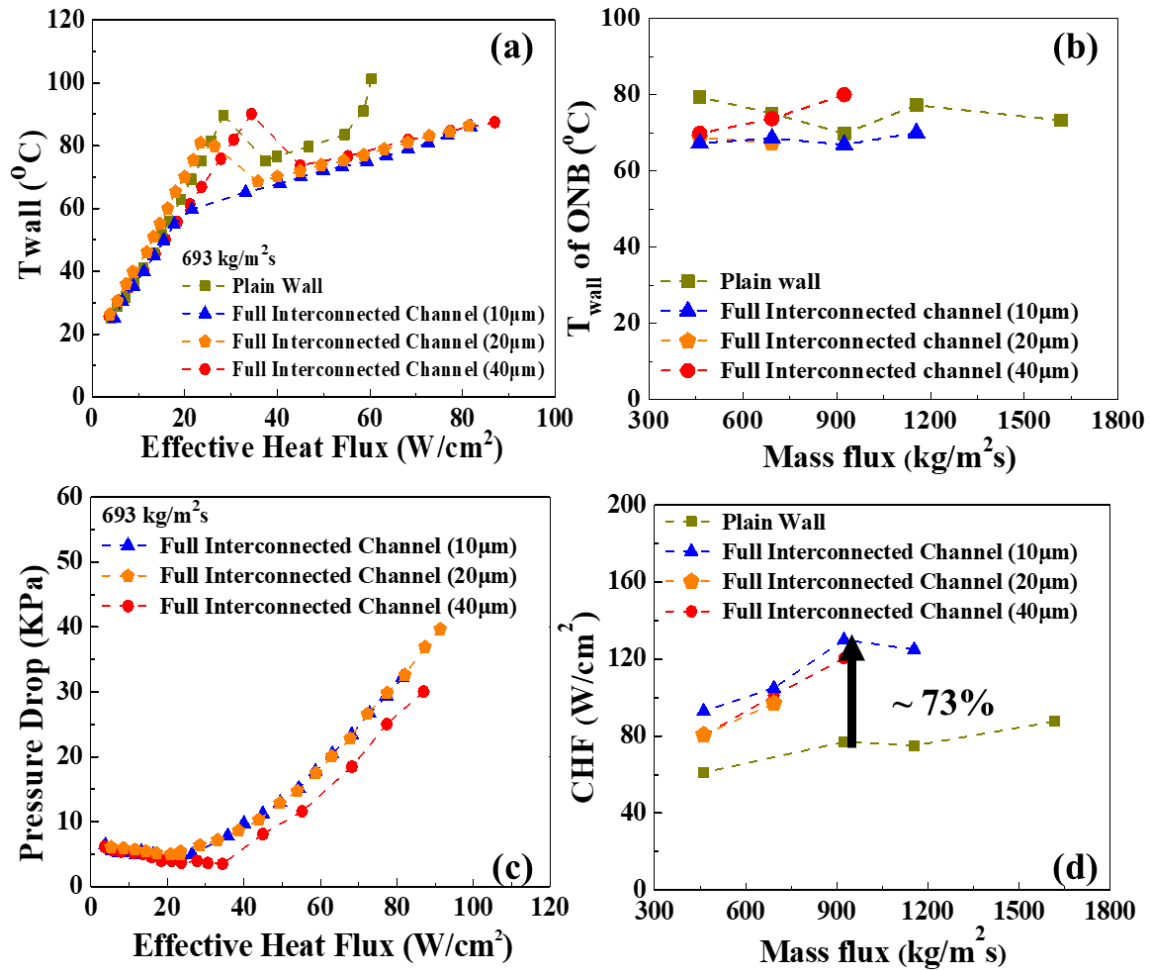 (a)
120
100
80
60
40
20
0
Twall (°C)
693 kg/m²s
Plain Wall
Full Interconnected Channel (10µm)
Full Interconnected Channel (20µm)
Full Interconnected Channel (40µm)
0 20 40 60 80 100
Effective Heat Flux (W/cm²)
(b)
100
80
60
40
20
0
T_wall of ONB (°C)
Plain wall
Full Interconnected channel (10µm)
Full Interconnected channel (20µm)
Full Interconnected channel (40µm)
300 600 900 1200 1500 1800
Mass flux (kg/m²s)
60
50
40
30
20
10
0
Pressure Drop (KPa)
693 kg/m²s
Full Interconnected Channel (10µm)
Full Interconnected Channel (20µm)
Full Interconnected Channel (40µm)
(c)
0 20 40 60 80 100 120
Effective Heat Flux (W/cm²)
200
160
120
80
40
0
CHF (W/cm²)
Plain Wall
Full Interconnected Channel (10µm)
Full Interconnected Channel (20µm)
Full Interconnected Channel (40µm)
~ 73%
(d)
300 600 900 1200 1500 1800
Mass flux (kg/m²s)